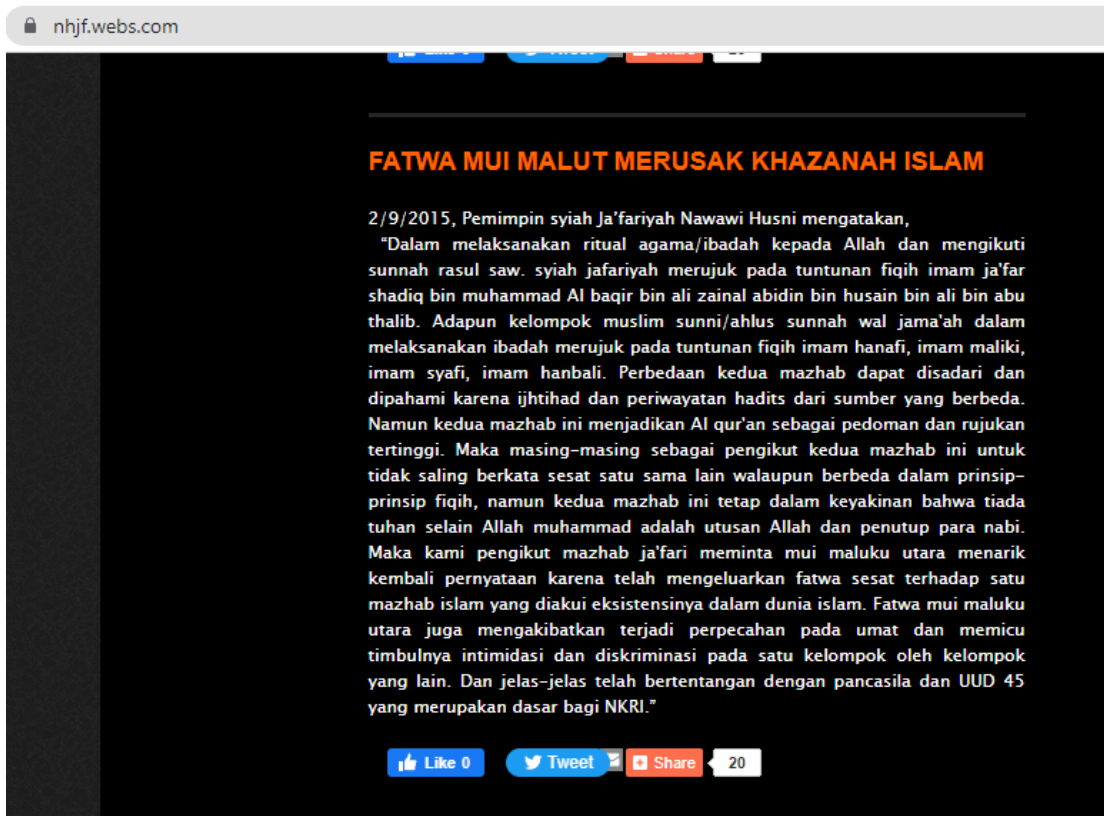 nhjf.webs.com
FATWA MUI MALUT MERUSAK KHAZANAH ISLAM
2/9/2015, Pemimpin syiah Ja'fariyah Nawawi Husni mengatakan,
"Dalam melaksanakan ritual agama/ibadah kepada Allah dan mengikuti
sunnah rasul saw. syiah jafariyah merujuk pada tuntunan fiqih imam ja'far
shadiq bin muhammad Al baqir bin ali zainal abidin bin husain bin ali bin abu
thalib. Adapun kelompok muslim sunni/ahlus sunnah wal jama'ah dalam
melaksanakan ibadah merujuk pada tuntunan fiqih imam hanafi, imam maliki,
imam syafi, imam hanbali. Perbedaan kedua mazhab dapat disadari dan
dipahami karena ijhtihad dan periwayatan hadits dari sumber yang berbeda.
Namun kedua mazhab ini menjadikan Al qur'an sebagai pedoman dan rujukan
tertinggi. Maka masing-masing sebagai pengikut kedua mazhab ini untuk
tidak saling berkata sesat satu sama lain walaupun berbeda dalam prinsip-
prinsip fiqih, namun kedua mazhab ini tetap dalam keyakinan bahwa tiada
tuhan selain Allah muhammad adalah utusan Allah dan penutup para nabi.
Maka kami pengikut mazhab ja'fari meminta mui maluku utara menarik
kembali pernyataan karena telah mengeluarkan fatwa sesat terhadap satu
mazhab islam yang diakui eksistensinya dalam dunia islam. Fatwa mui maluku
utara juga mengakibatkan terjadi perpecahan pada umat dan memicu
timbulnya intimidasi dan diskriminasi pada satu kelompok oleh kelompok
yang lain. Dan jelas-jelas telah bertentangan dengan pancasila dan UUD 45
yang merupakan dasar bagi NKRI."
Like 0 Tweet Share 20